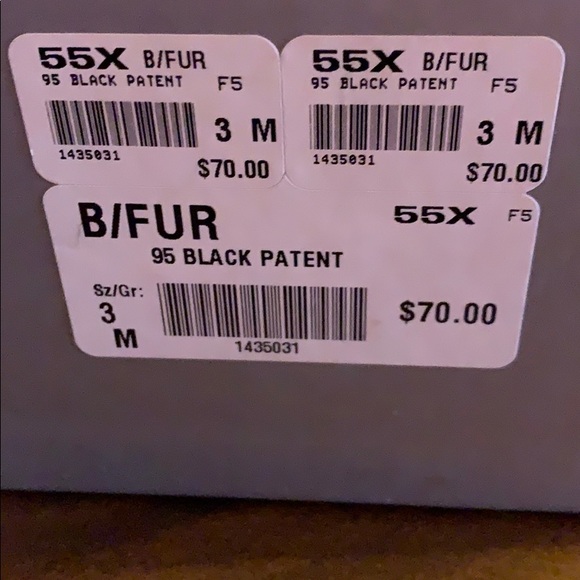 55X B/FUR
95 BLACK PATENT F5
3 M
1435031
$70.00
55X B/FUR
95 BLACK PATENT F5
3 M
1435031
$70.00
B/FUR 55X F5
95 BLACK PATENT
Sz/Gr:
3
M
$70.00
1435031